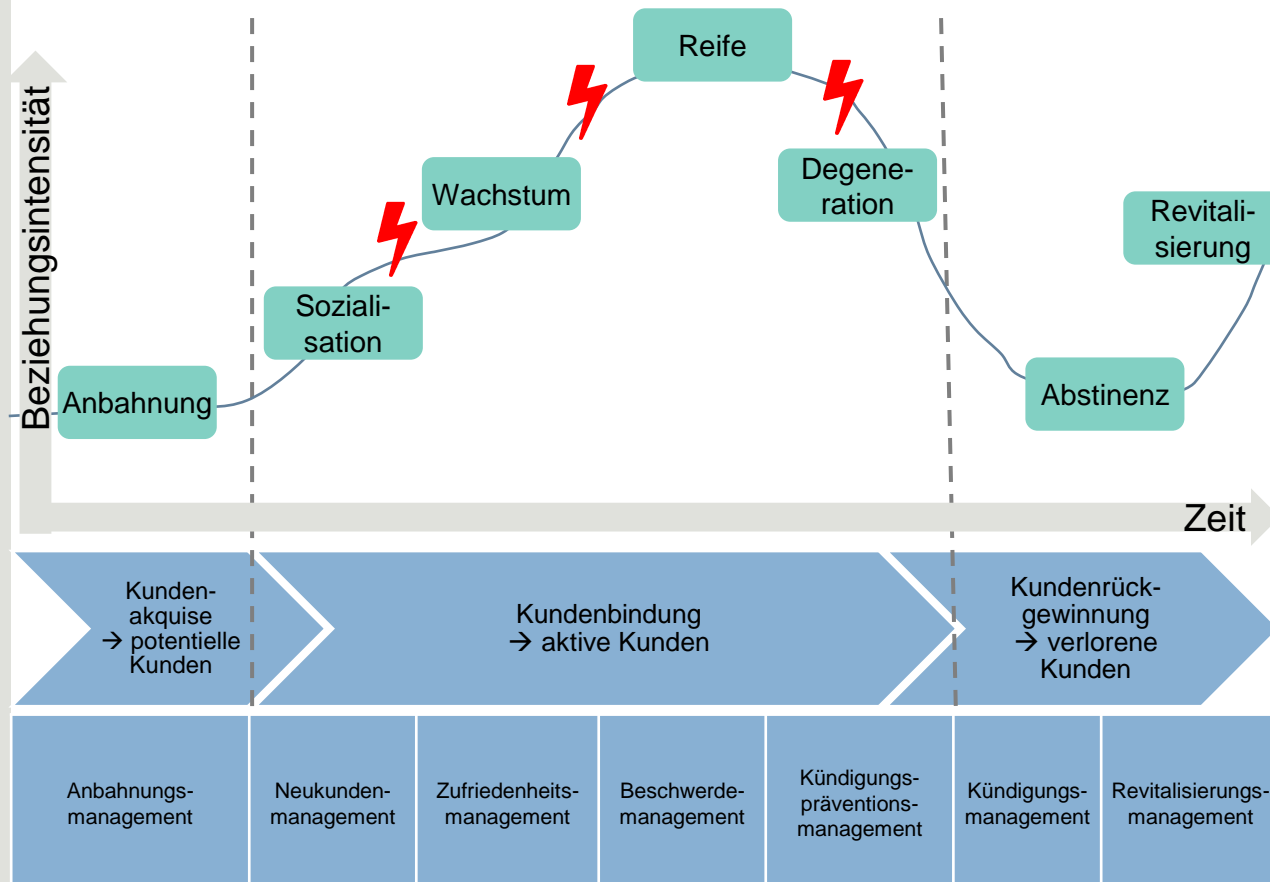 Beziehungsintensität
Reife
Wachstum
Degene-
ration
Revitali-
sierung
Soziali-
sation
Anbahnung
Abstinenz
Zeit
Kunden-
akquise
→ potentielle
Kunden
Kundenbindung
→ aktive Kunden
Kundenrück-
gewinnung
→ verlorene
Kunden
Anbahnungs-
management
Neukunden-
management
Zufriedenheits-
management
Beschwerde-
management
Kündigungs-
präventions-
management
Kündigungs-
management
Revitalisierungs-
management